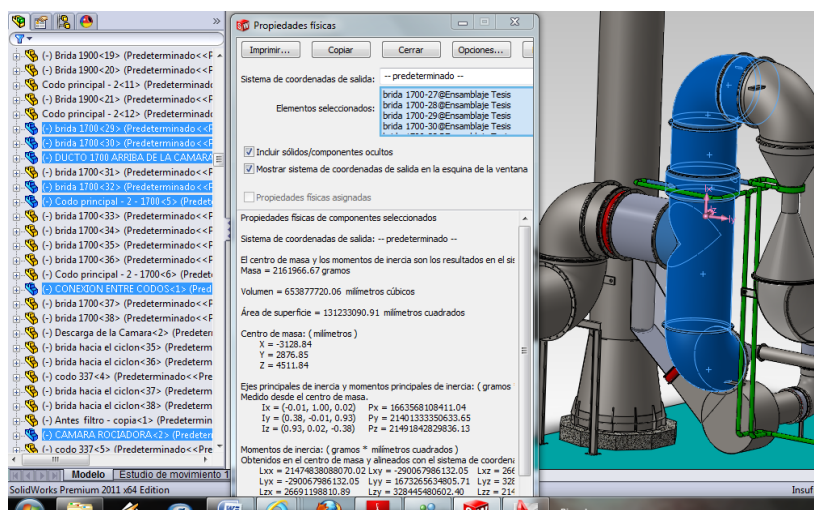 »
(-) Brida 1900<19> (Predeterminado<<F
(-) Brida 1900<20> (Predeterminado<<F
Codo principal - 2<11> (Predeterminado
(-) Brida 1900<21> (Predeterminado<<F
Codo principal - 2<12> (Predeterminado
(-) brida 1700<29> (Predeterminado<<F
(-) brida 1700<30> (Predeterminado<<F
(-) DUCTO 1700 ARRIBA DE LA CAMARA
(-) brida 1700<31> (Predeterminado<<F
(-) brida 1700<32> (Predeterminado<<F
(-) Codo principal - 2 - 1700<5> (Predet
(-) brida 1700<33> (Predeterminado<<F
(-) brida 1700<34> (Predeterminado<<F
(-) brida 1700<35> (Predeterminado<<F
(-) brida 1700<36> (Predeterminado<<F
(-) Codo principal - 2 - 1700<6> (Predet
(-) CONEXION ENTRE CODOS<1> (Pred
(-) brida 1700<37> (Predeterminado<<F
(-) brida 1700<38> (Predeterminado<<F
(-) Descarga de la Camara<2> (Predeten
(-) brida hacia el ciclon<35> (Predeterm
(-) brida hacia el ciclon<36> (Predeterm
(-) codo 337<4> (Predeterminado<<Pre
(-) brida hacia el ciclon<37> (Predeterm
(-) brida hacia el ciclon<38> (Predeterm
(-) Antes filtro - copia<1> (Predetermin
(-) CAMARA ROCIADORA<2> (Predeten
(-) codo 337<5> (Predeterminado<<Pre
Modelo Estudio de movimiento 1
SolidWorks Premium 2011 x64 Edition
Propiedades físicas
Imprimir... Copiar Cerrar Opciones...
Sistema de coordenadas de salida: -- predeterminado --
Elementos seleccionados:
brida 1700-27@Ensamblaje Tesis
brida 1700-28@Ensamblaje Tesis
brida 1700-29@Ensamblaje Tesis
brida 1700-30@Ensamblaje Tesis
Incluir sólidos/componentes ocultos
Mostrar sistema de coordenadas de salida en la esquina de la ventana
Propiedades físicas asignadas
Propiedades físicas de componentes seleccionados
Sistema de coordenadas de salida: -- predeterminado --
El centro de masa y los momentos de inercia son los resultados en el sis
Masa = 2161966.67 gramos
Volumen = 653877720.06 milímetros cúbicos
Área de superficie = 131233090.91 milímetros cuadrados
Centro de masa: ( milímetros )
X = -3128.84
Y = 2876.85
Z = 4511.84
Ejes principales de inercia y momentos principales de inercia: ( gramos
Medido desde el centro de masa.
Ix = (-0.01, 1.00, 0.02) Px = 1663568108411.04
Iy = (0.38, -0.01, 0.93) Py = 21401333350633.65
Iz = (0.93, 0.02, -0.38) Pz = 21491842829836.13
Momentos de inercia: ( gramos * milímetros cuadrados )
Obtenidos en el centro de masa y alineados con el sistema de coordena
Lxx = 21474838088070.02 Lxy = -290067986132.05 Lxz = 266
Lyx = -290067986132.05 Lyy = 1673265634805.71 Lyz = 328
Lzx = 26691198810.89 Lzy = 328445480602.40 Lzz = 214
Insuf